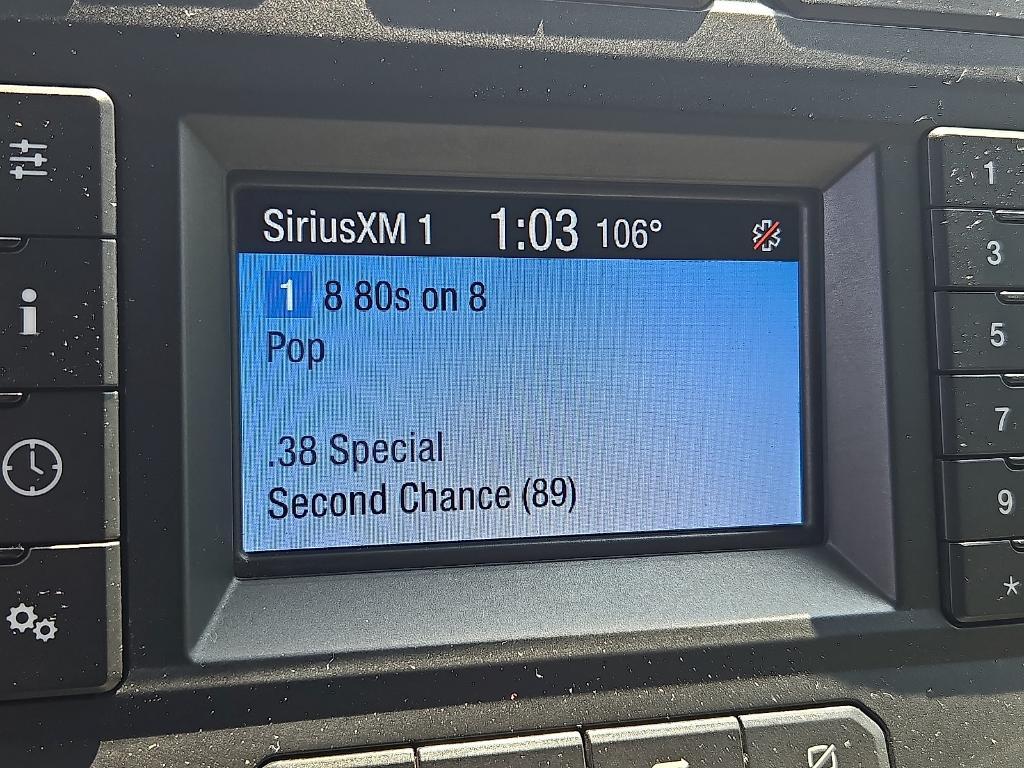 SiriusXM 1 1:03 106°
1 8 80s on 8
Pop
.38 Special
Second Chance (89)
i
1
3
5
7
9
*